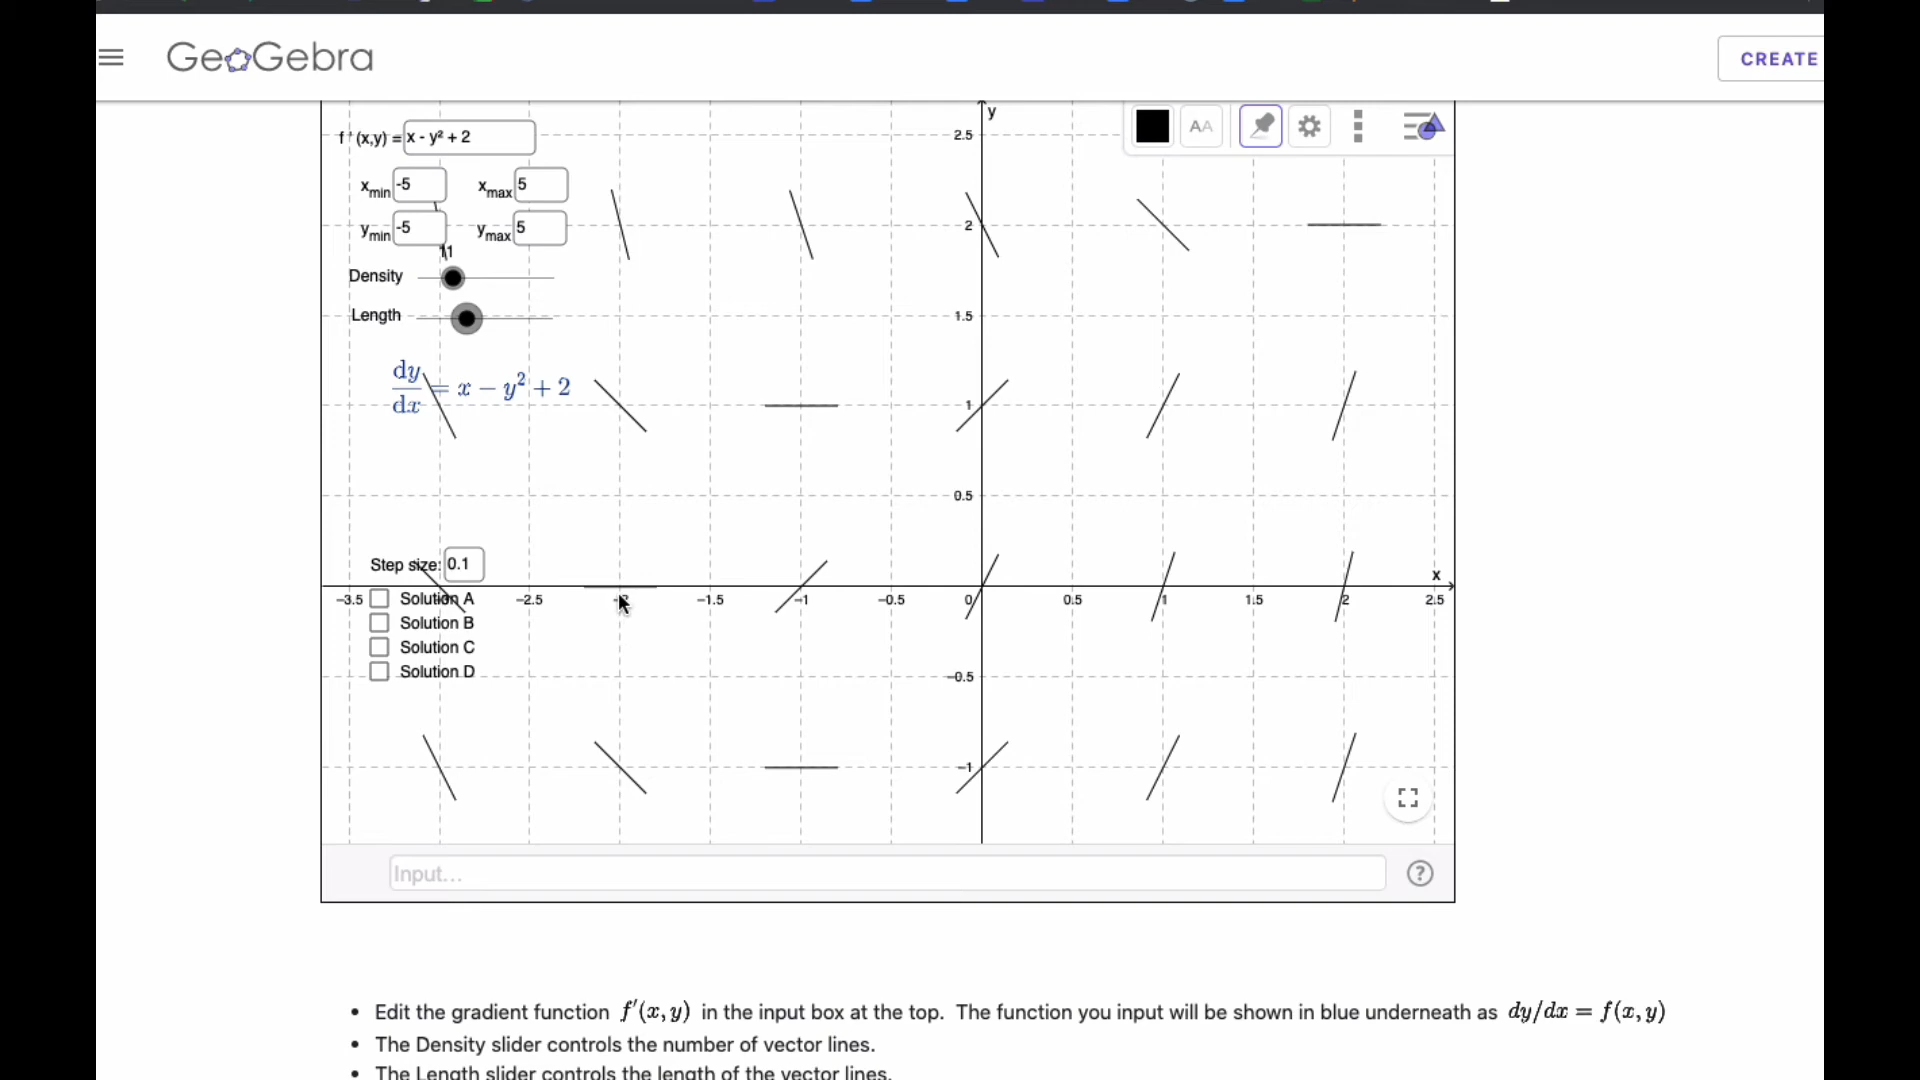 GeoGebra
CREATE
f ' (x,y) = x - y² + 2
xmin -5 xmax 5
ymin -5 ymax 5
11
Density
Length
dy/dx = x − y² + 2
Step size: 0.1
Solution A
Solution B
Solution C
Solution D
y
2.5
2
1.5
1
0.5
x
−3.5 −2.5 −1.5 −1 −0.5 0 0.5 1 1.5 2 2.5
−0.5
−1
AA
Input…
?
• Edit the gradient function f′(x, y) in the input box at the top. The function you input will be shown in blue underneath as dy/dx = f(x, y)
• The Density slider controls the number of vector lines.
• The Length slider controls the length of the vector lines.